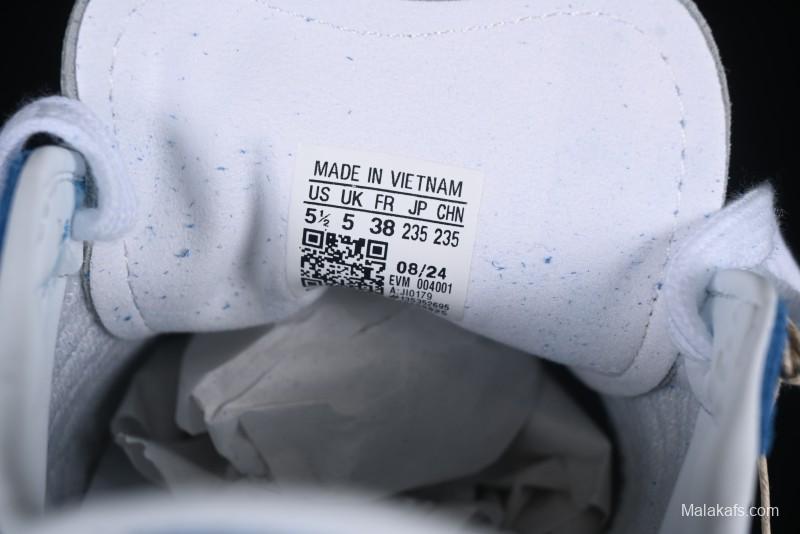 MADE IN VIETNAM
US UK FR JP CHN
5½ 5 38 235 235
08/24
EVM 004001
A:JI0179
Malakafs.com